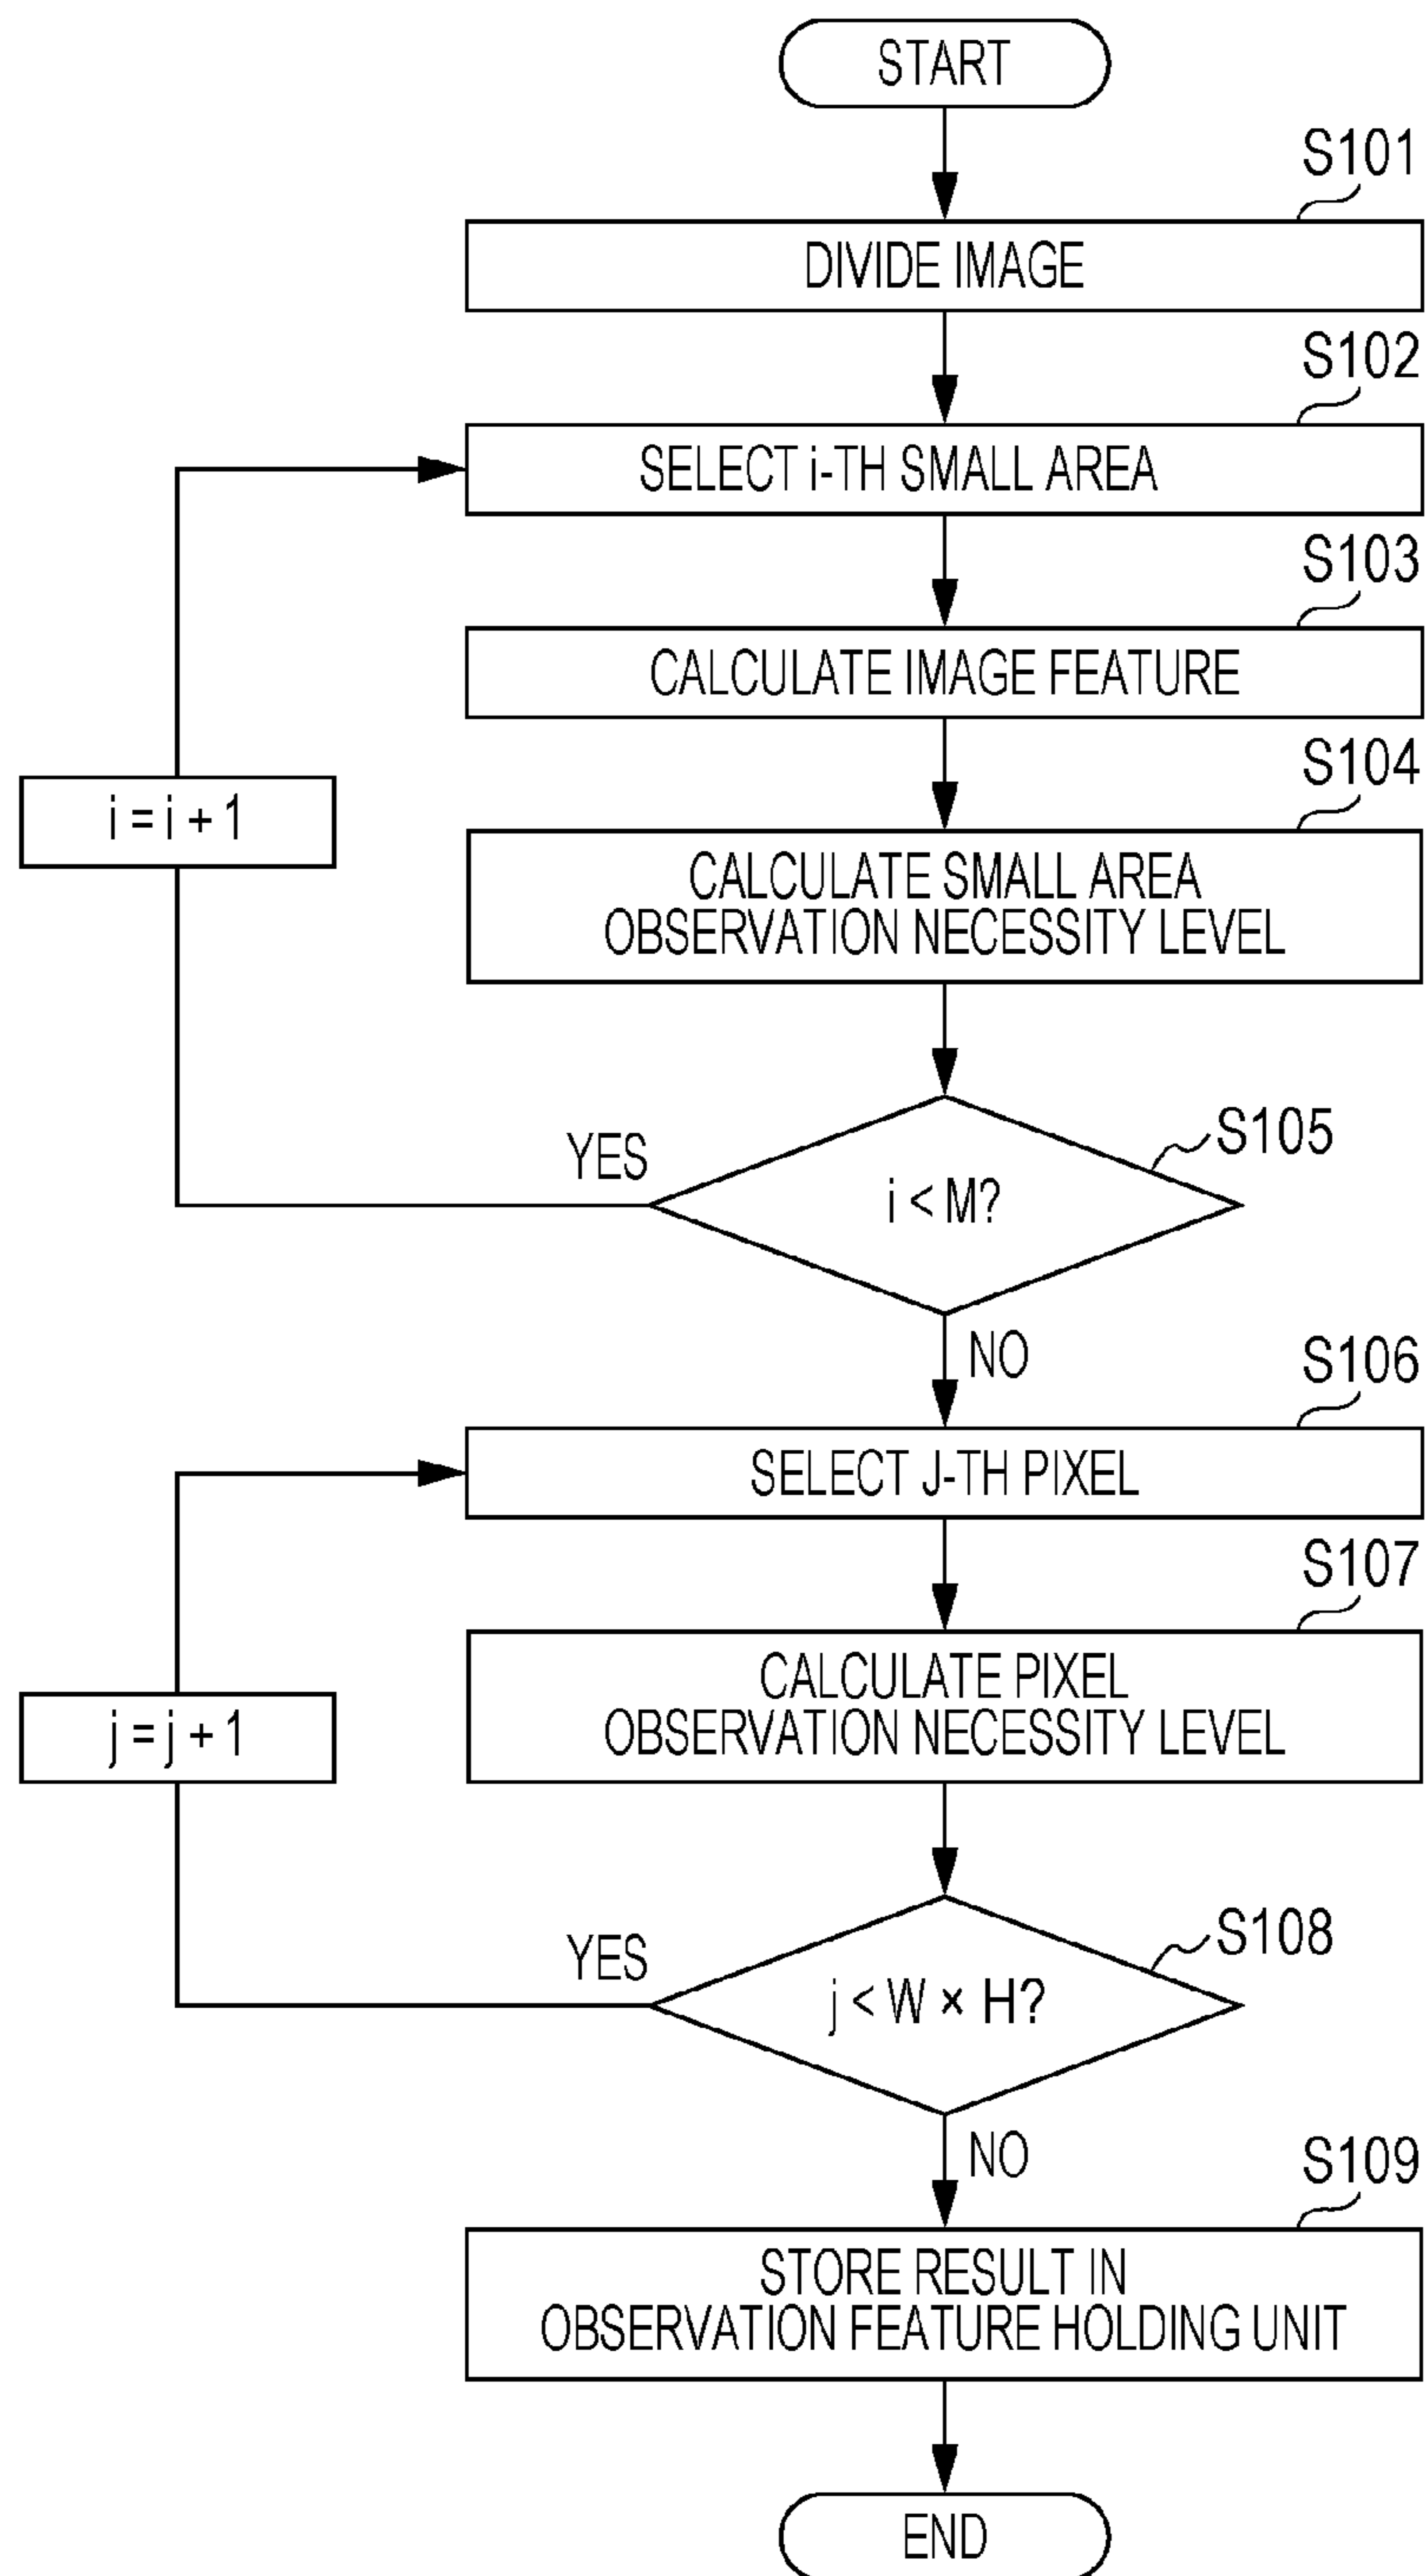 START
S101
DIVIDE IMAGE
S102
SELECT i-TH SMALL AREA
S103
CALCULATE IMAGE FEATURE
S104
i = i + 1
CALCULATE SMALL AREA
OBSERVATION NECESSITY LEVEL
S105
YES
i < M?
NO
S106
SELECT J-TH PIXEL
S107
CALCULATE PIXEL
OBSERVATION NECESSITY LEVEL
j = j + 1
S108
YES
j < W × H?
NO
S109
STORE RESULT IN
OBSERVATION FEATURE HOLDING UNIT
END